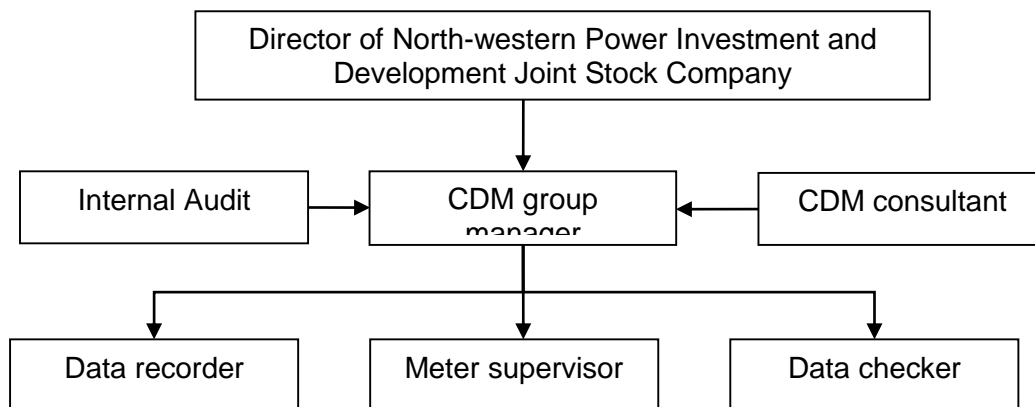 Director of North-western Power Investment and
Development Joint Stock Company
Internal Audit
CDM group
manager
CDM consultant
Data recorder
Meter supervisor
Data checker